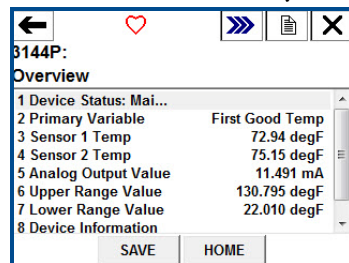 3144P:
Overview
1 Device Status: Mai...
2 Primary Variable First Good Temp
3 Sensor 1 Temp 72.94 degF
4 Sensor 2 Temp 75.15 degF
5 Analog Output Value 11.491 mA
6 Upper Range Value 130.795 degF
7 Lower Range Value 22.010 degF
8 Device Information
SAVE HOME